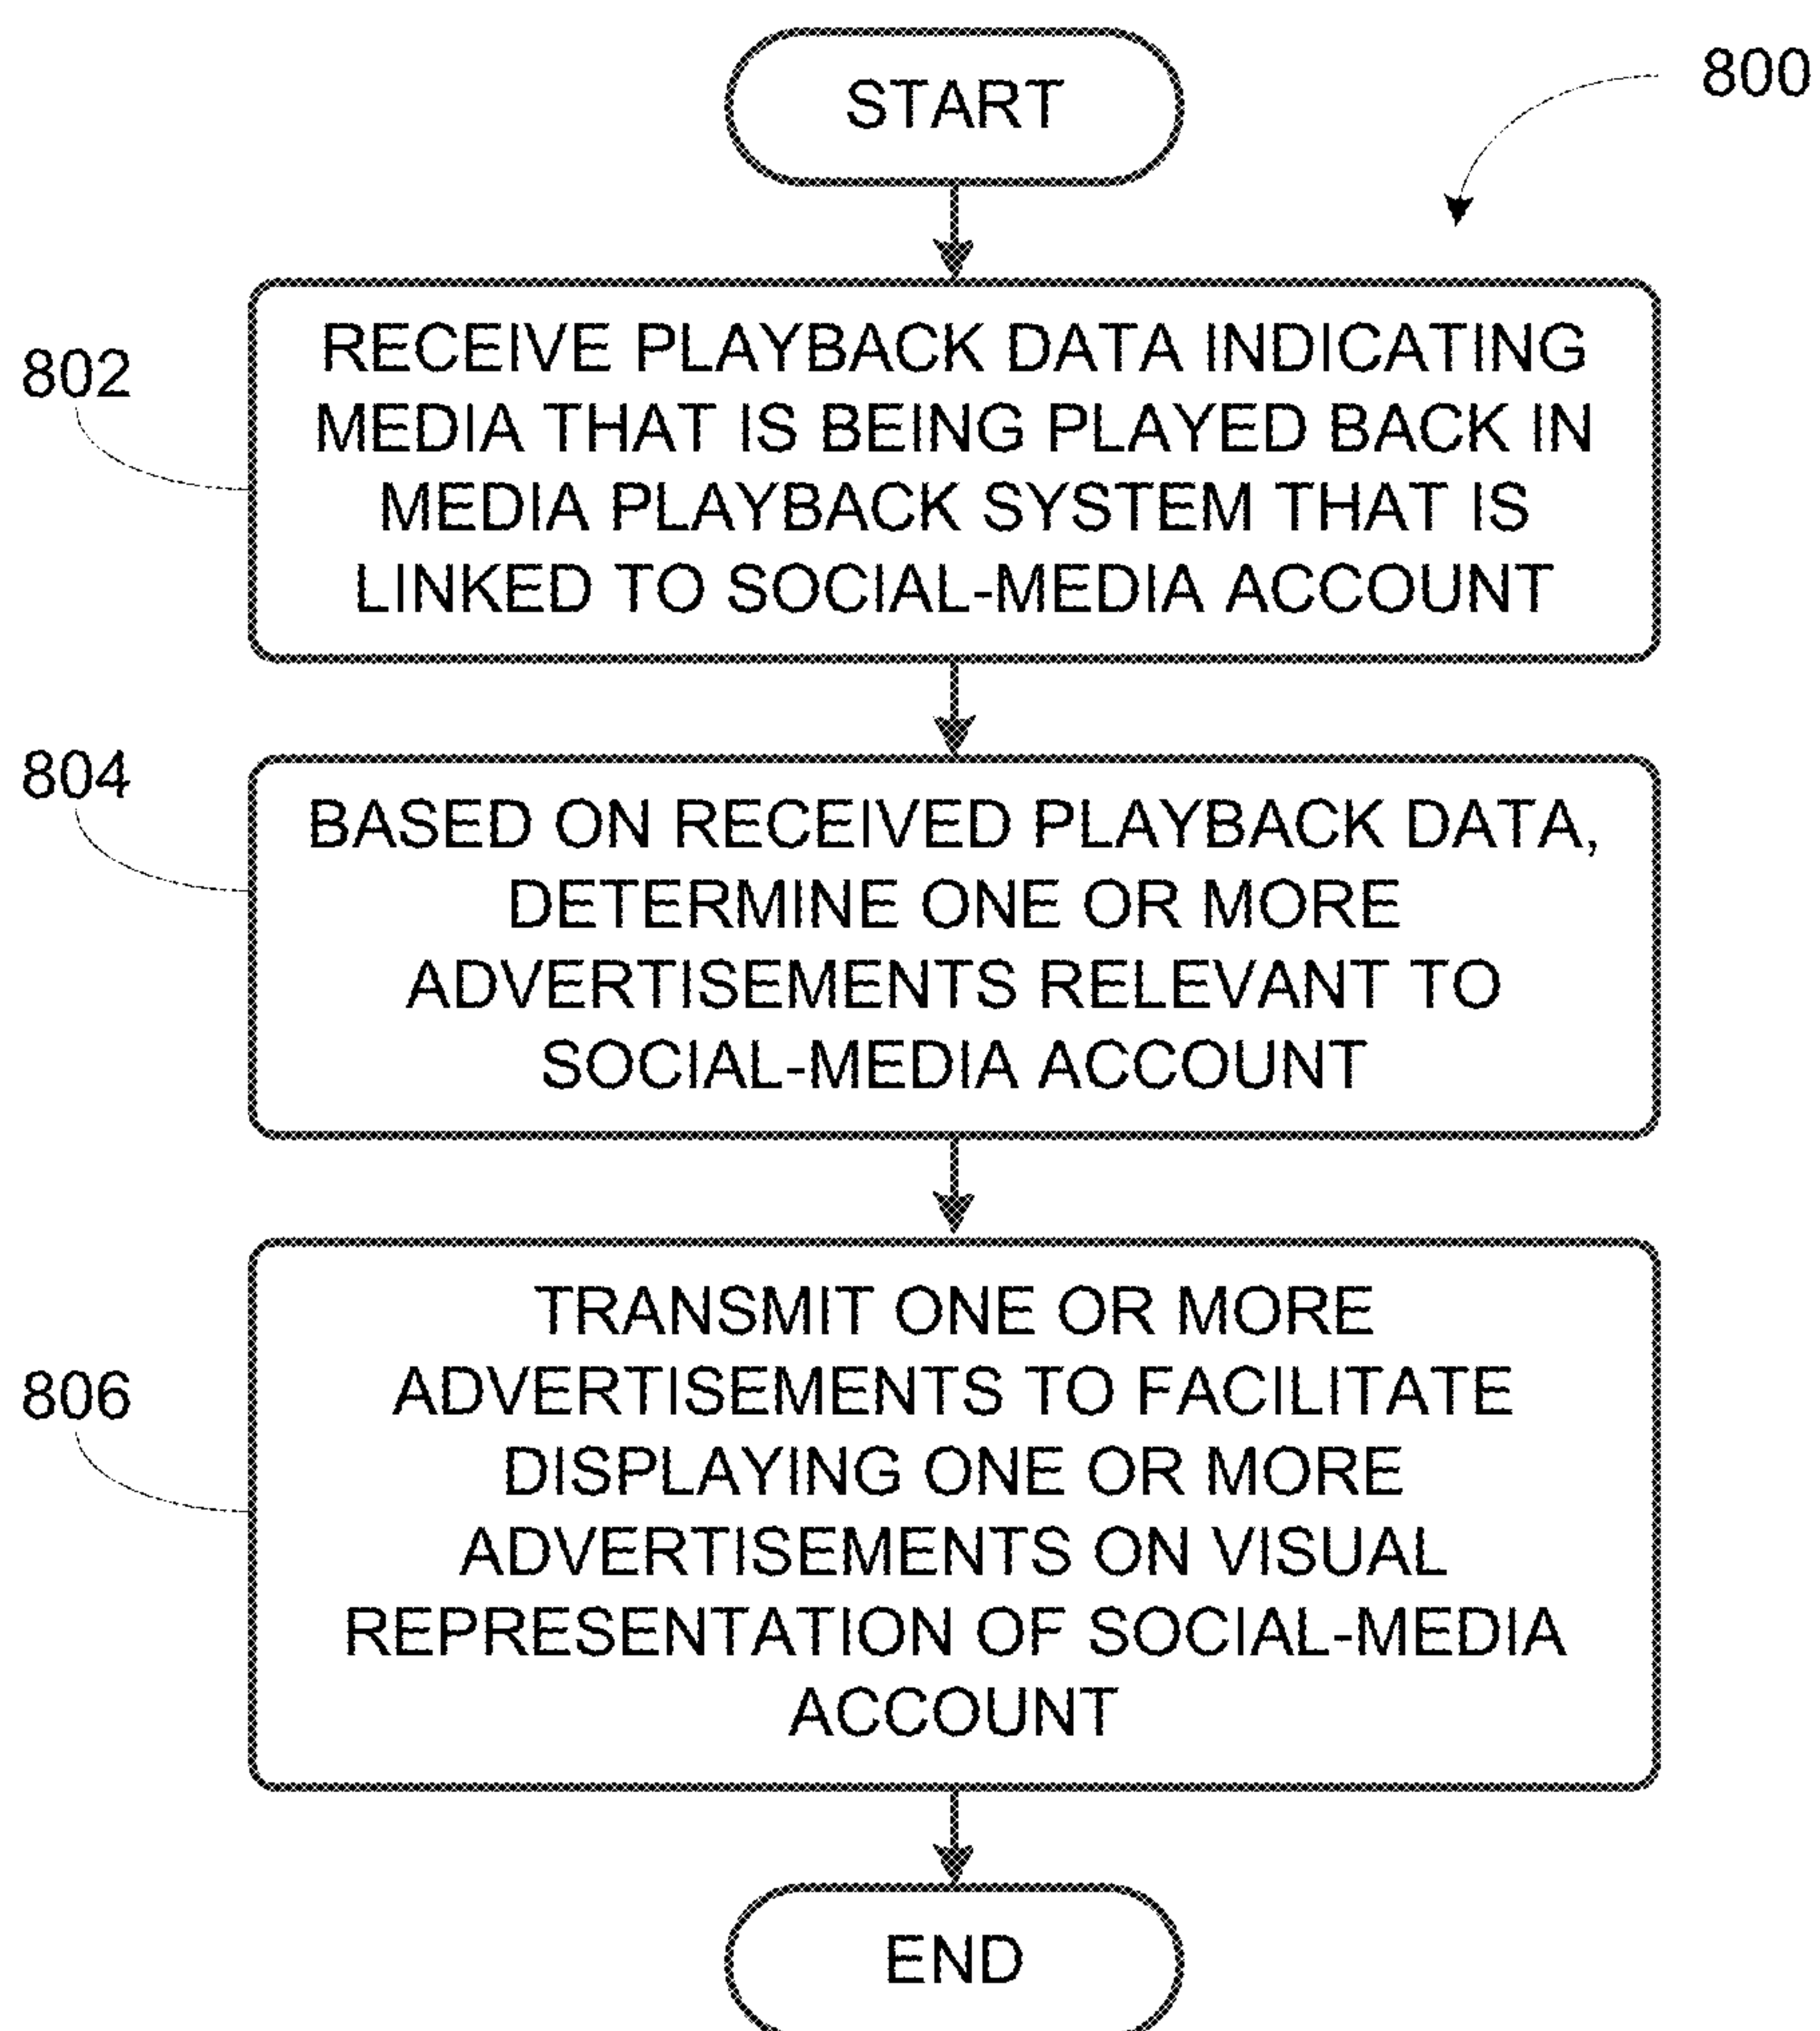 START
800
802
RECEIVE PLAYBACK DATA INDICATING
MEDIA THAT IS BEING PLAYED BACK IN
MEDIA PLAYBACK SYSTEM THAT IS
LINKED TO SOCIAL-MEDIA ACCOUNT
804
BASED ON RECEIVED PLAYBACK DATA,
DETERMINE ONE OR MORE
ADVERTISEMENTS RELEVANT TO
SOCIAL-MEDIA ACCOUNT
806
TRANSMIT ONE OR MORE
ADVERTISEMENTS TO FACILITATE
DISPLAYING ONE OR MORE
ADVERTISEMENTS ON VISUAL
REPRESENTATION OF SOCIAL-MEDIA
ACCOUNT
END